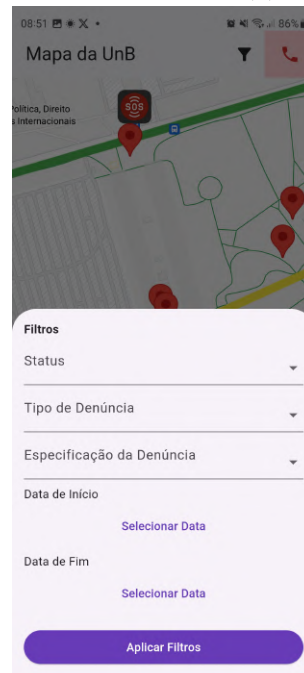 08:51 86%
Mapa da UnB
Política, Direito
s Internacionais
SOS
Filtros
Status
Tipo de Denúncia
Especificação da Denúncia
Data de Início
Selecionar Data
Data de Fim
Selecionar Data
Aplicar Filtros